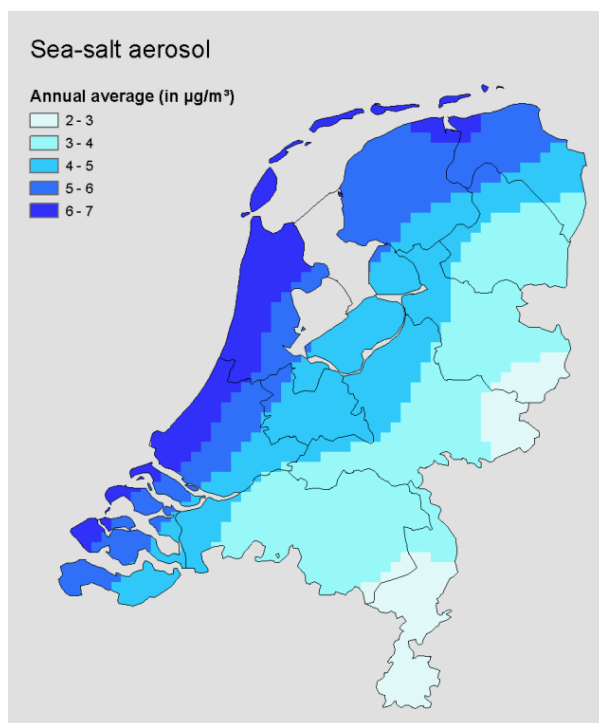 Sea-salt aerosol
Annual average (in µg/m³)
2 - 3
3 - 4
4 - 5
5 - 6
6 - 7